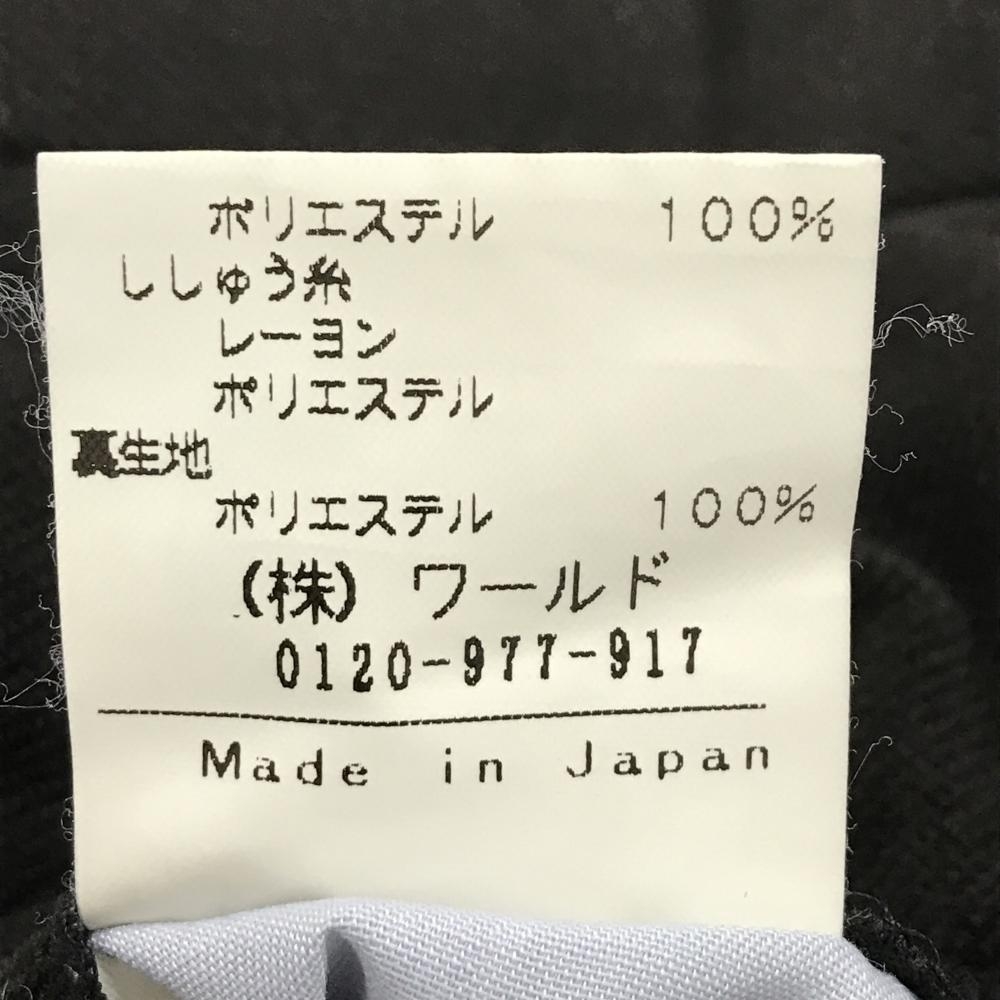 ポリエステル 100%
ししゅう糸
レーヨン
ポリエステル
裏生地
ポリエステル 100%
(株) ワールド
0120-977-917
Made in Japan